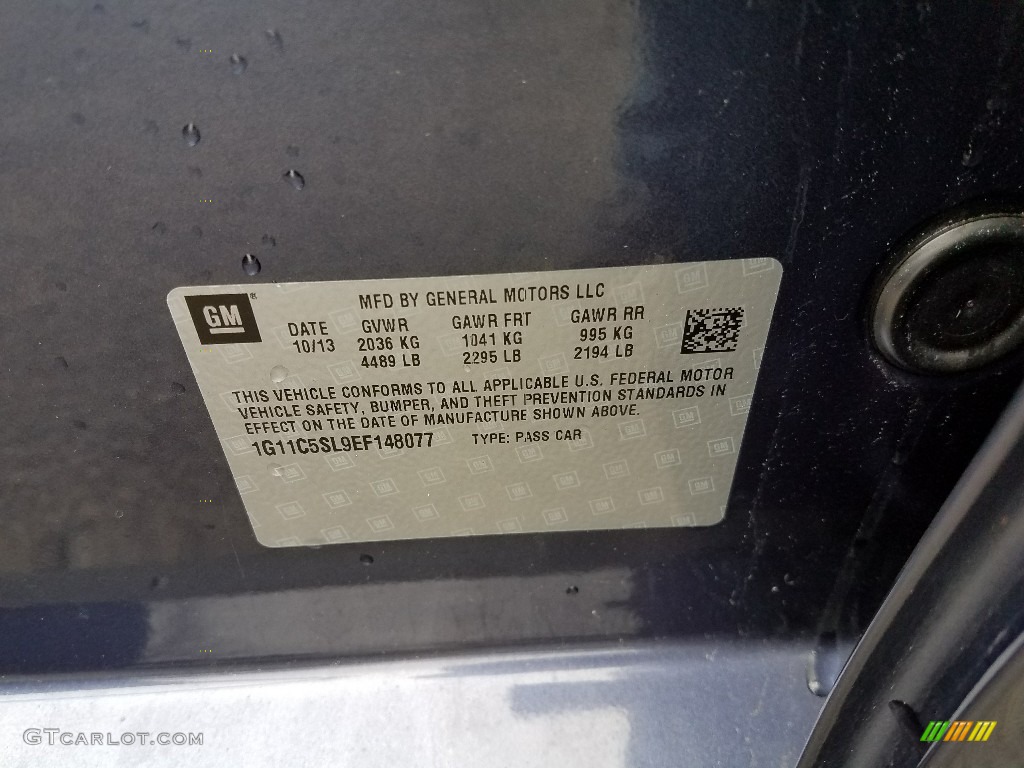 GM®
MFD BY GENERAL MOTORS LLC
DATE GVWR GAWR FRT GAWR RR
10/13 2036 KG 1041 KG 995 KG
4489 LB 2295 LB 2194 LB
THIS VEHICLE CONFORMS TO ALL APPLICABLE U.S. FEDERAL MOTOR
VEHICLE SAFETY, BUMPER, AND THEFT PREVENTION STANDARDS IN
EFFECT ON THE DATE OF MANUFACTURE SHOWN ABOVE.
1G11C5SL9EF148077 TYPE: PASS CAR
GTCARLOT.COM